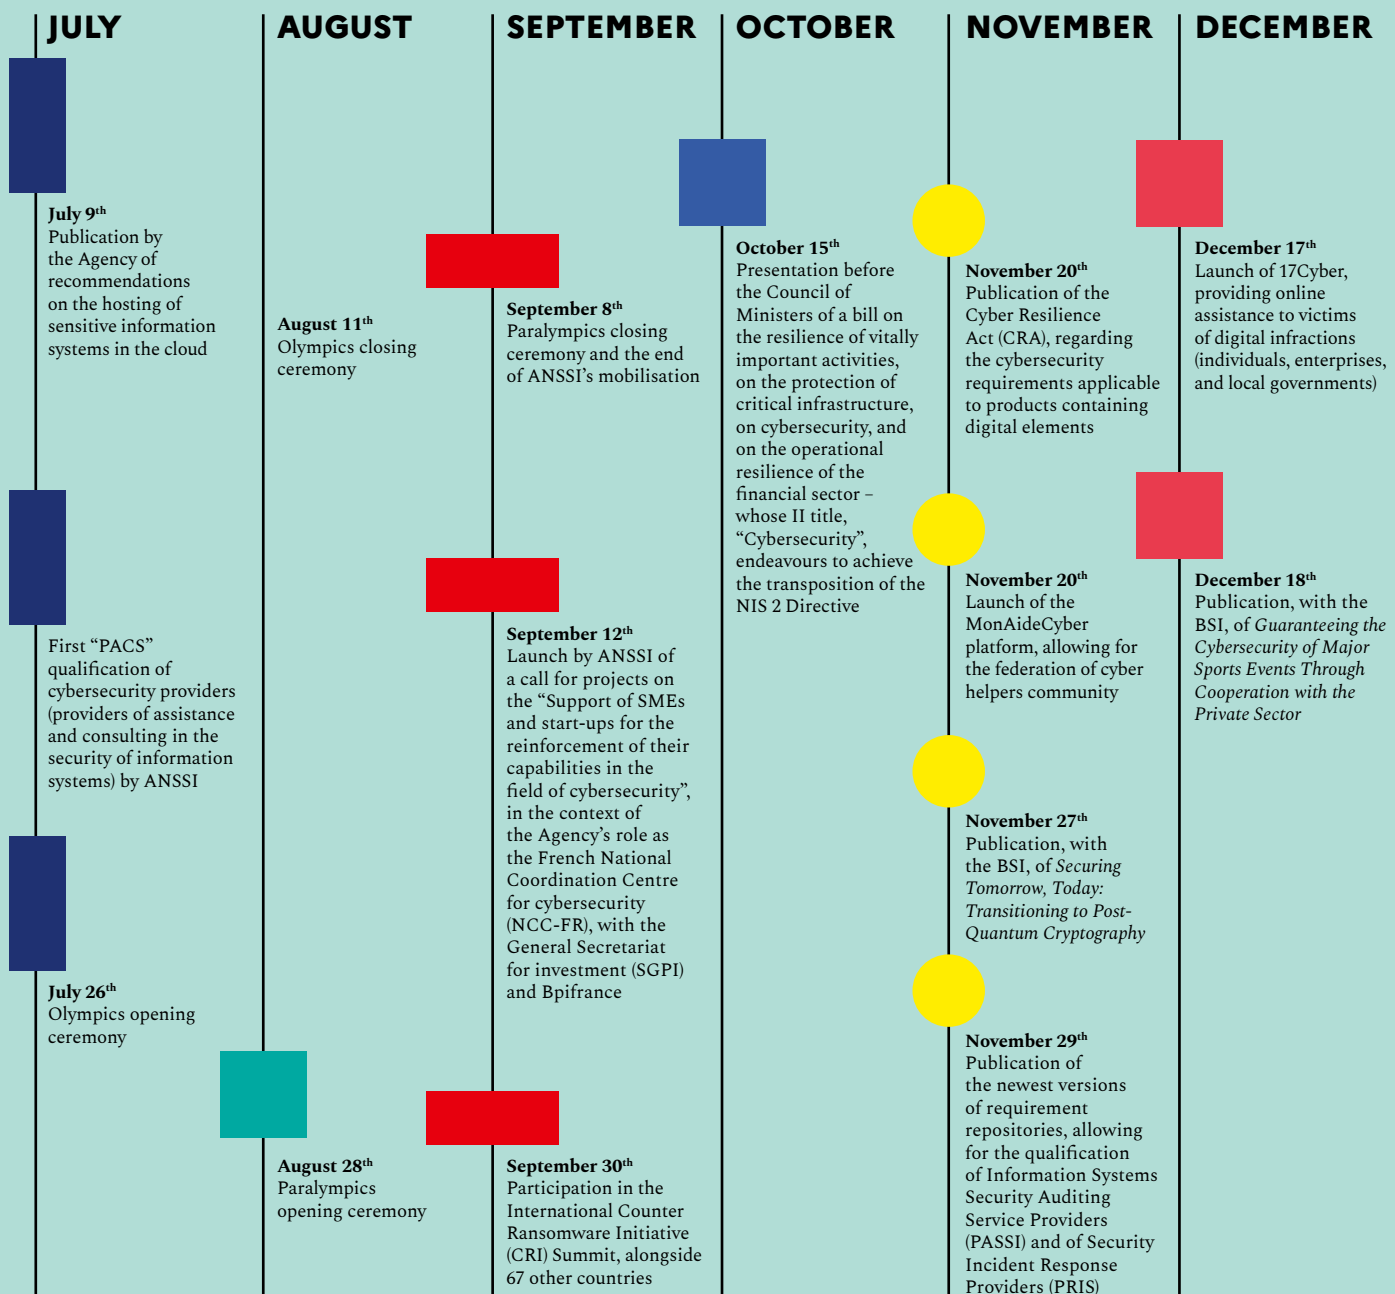 JULY
July 9th
Publication by
the Agency of
recommendations
on the hosting of
sensitive information
systems in the cloud
First “PACS”
qualification of
cybersecurity providers
(providers of assistance
and consulting in the
security of information
systems) by ANSSI
July 26th
Olympics opening
ceremony
AUGUST
August 11th
Olympics closing
ceremony
August 28th
Paralympics
opening ceremony
SEPTEMBER
September 8th
Paralympics closing
ceremony and the end
of ANSSI’s mobilisation
September 12th
Launch by ANSSI of
a call for projects on
the “Support of SMEs
and start-ups for the
reinforcement of their
capabilities in the
field of cybersecurity”,
in the context of
the Agency’s role as
the French National
Coordination Centre
for cybersecurity
(NCC-FR), with the
General Secretariat
for investment (SGPI)
and Bpifrance
September 30th
Participation in the
International Counter
Ransomware Initiative
(CRI) Summit, alongside
67 other countries
OCTOBER
October 15th
Presentation before
the Council of
Ministers of a bill on
the resilience of vitally
important activities,
on the protection of
critical infrastructure,
on cybersecurity, and
on the operational
resilience of the
financial sector –
whose II title,
“Cybersecurity”,
endeavours to achieve
the transposition of the
NIS 2 Directive
NOVEMBER
November 20th
Publication of the
Cyber Resilience
Act (CRA), regarding
the cybersecurity
requirements applicable
to products containing
digital elements
November 20th
Launch of the
MonAideCyber
platform, allowing for
the federation of cyber
helpers community
November 27th
Publication, with
the BSI, of Securing
Tomorrow, Today:
Transitioning to Post-
Quantum Cryptography
November 29th
Publication of
the newest versions
of requirement
repositories, allowing
for the qualification
of Information Systems
Security Auditing
Service Providers
(PASSI) and of Security
Incident Response
Providers (PRIS)
DECEMBER
December 17th
Launch of 17Cyber,
providing online
assistance to victims
of digital infractions
(individuals, enterprises,
and local governments)
December 18th
Publication, with the
BSI, of Guaranteeing the
Cybersecurity of Major
Sports Events Through
Cooperation with the
Private Sector